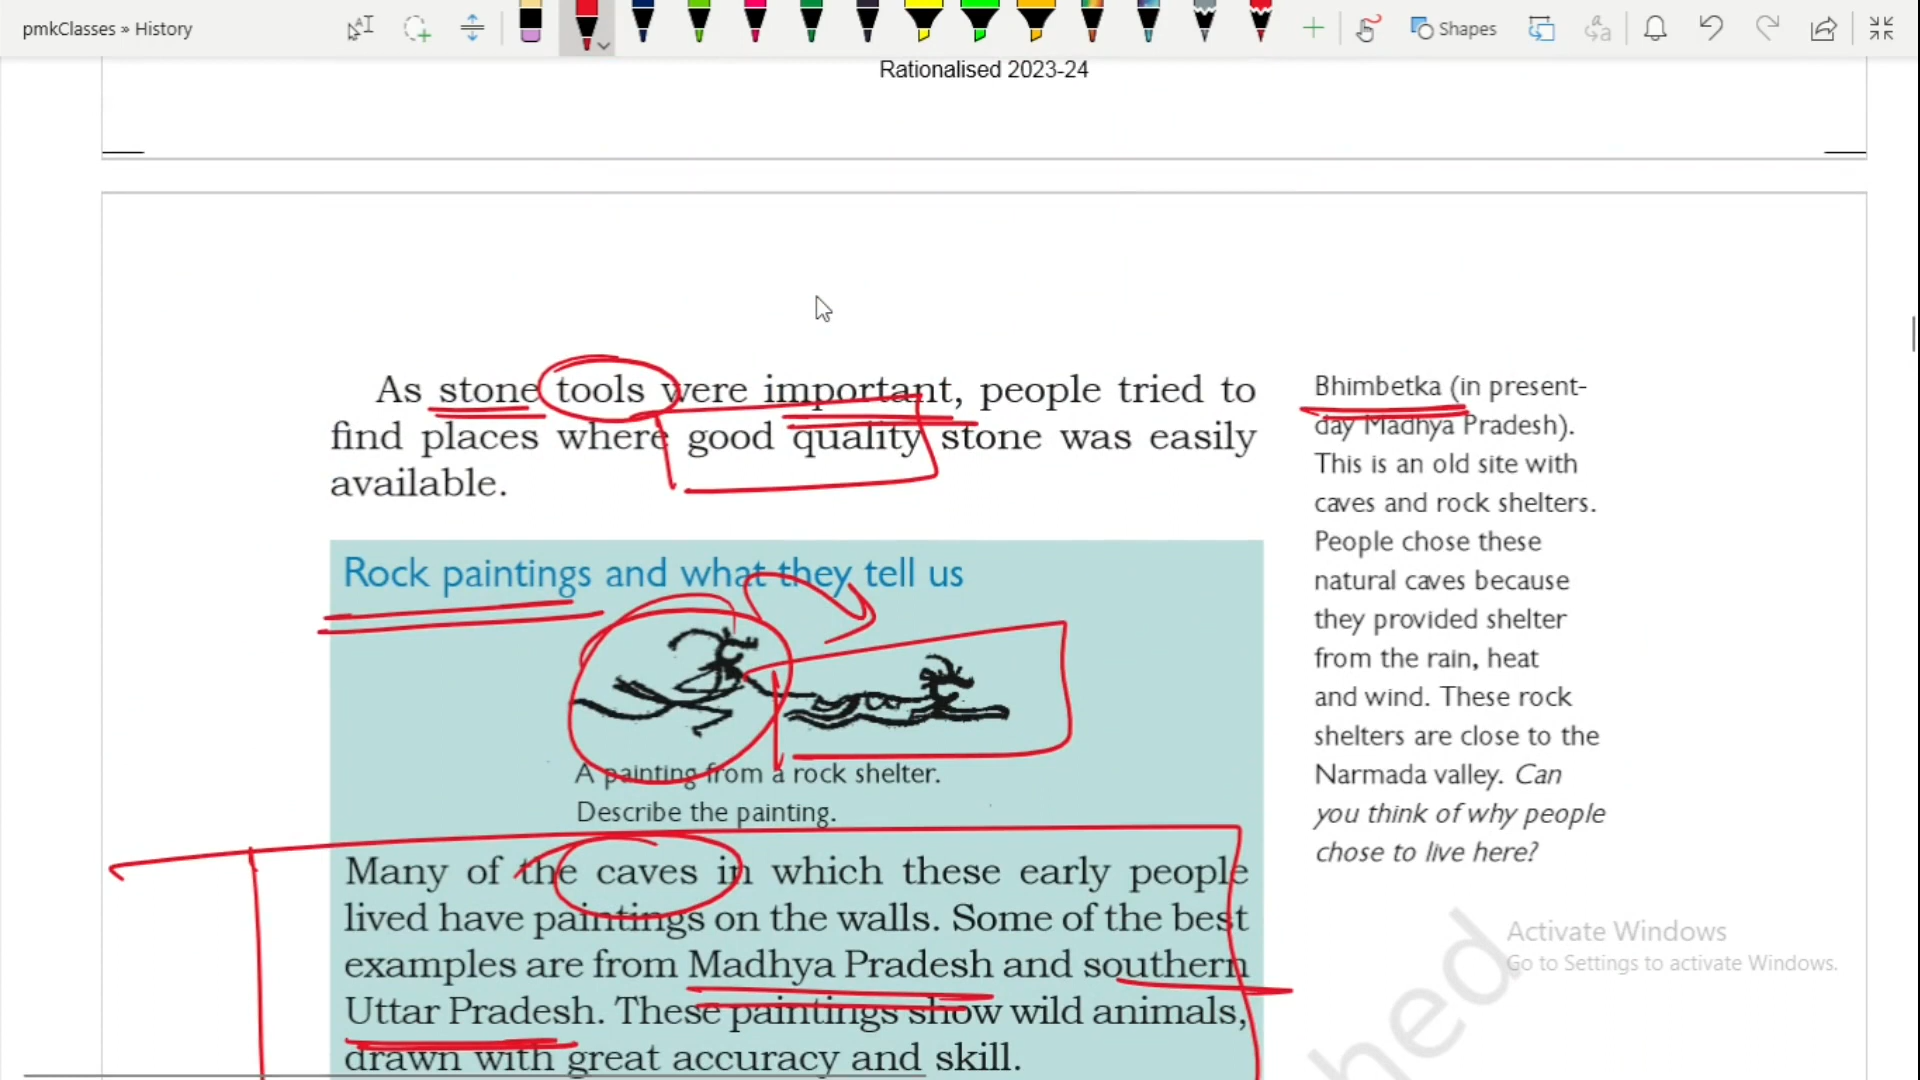 pmkClasses » History
Shapes
Rationalised 2023-24
As stone tools were important, people tried to
find places where good quality stone was easily
available.
Rock paintings and what they tell us
A painting from a rock shelter.
Describe the painting.
Many of the caves in which these early people
lived have paintings on the walls. Some of the best
examples are from Madhya Pradesh and southern
Uttar Pradesh. These paintings show wild animals,
drawn with great accuracy and skill.
Bhimbetka (in present-
day Madhya Pradesh).
This is an old site with
caves and rock shelters.
People chose these
natural caves because
they provided shelter
from the rain, heat
and wind. These rock
shelters are close to the
Narmada valley. Can
you think of why people
chose to live here?
hed
Activate Windows
Go to Settings to activate Windows.